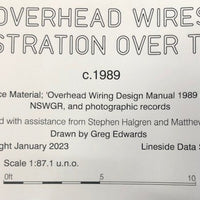 OVERHEAD WIRES
STRATION OVER T
c.1989
ce Material; 'Overhead Wiring Design Manual 1989
NSWGR, and photographic records
d with assistance from Stephen Halgren and Matthew
Drawn by Greg Edwards
ght January 2023 Lineside Data S
Scale 1:87.1 u.n.o.
0ft 5 10